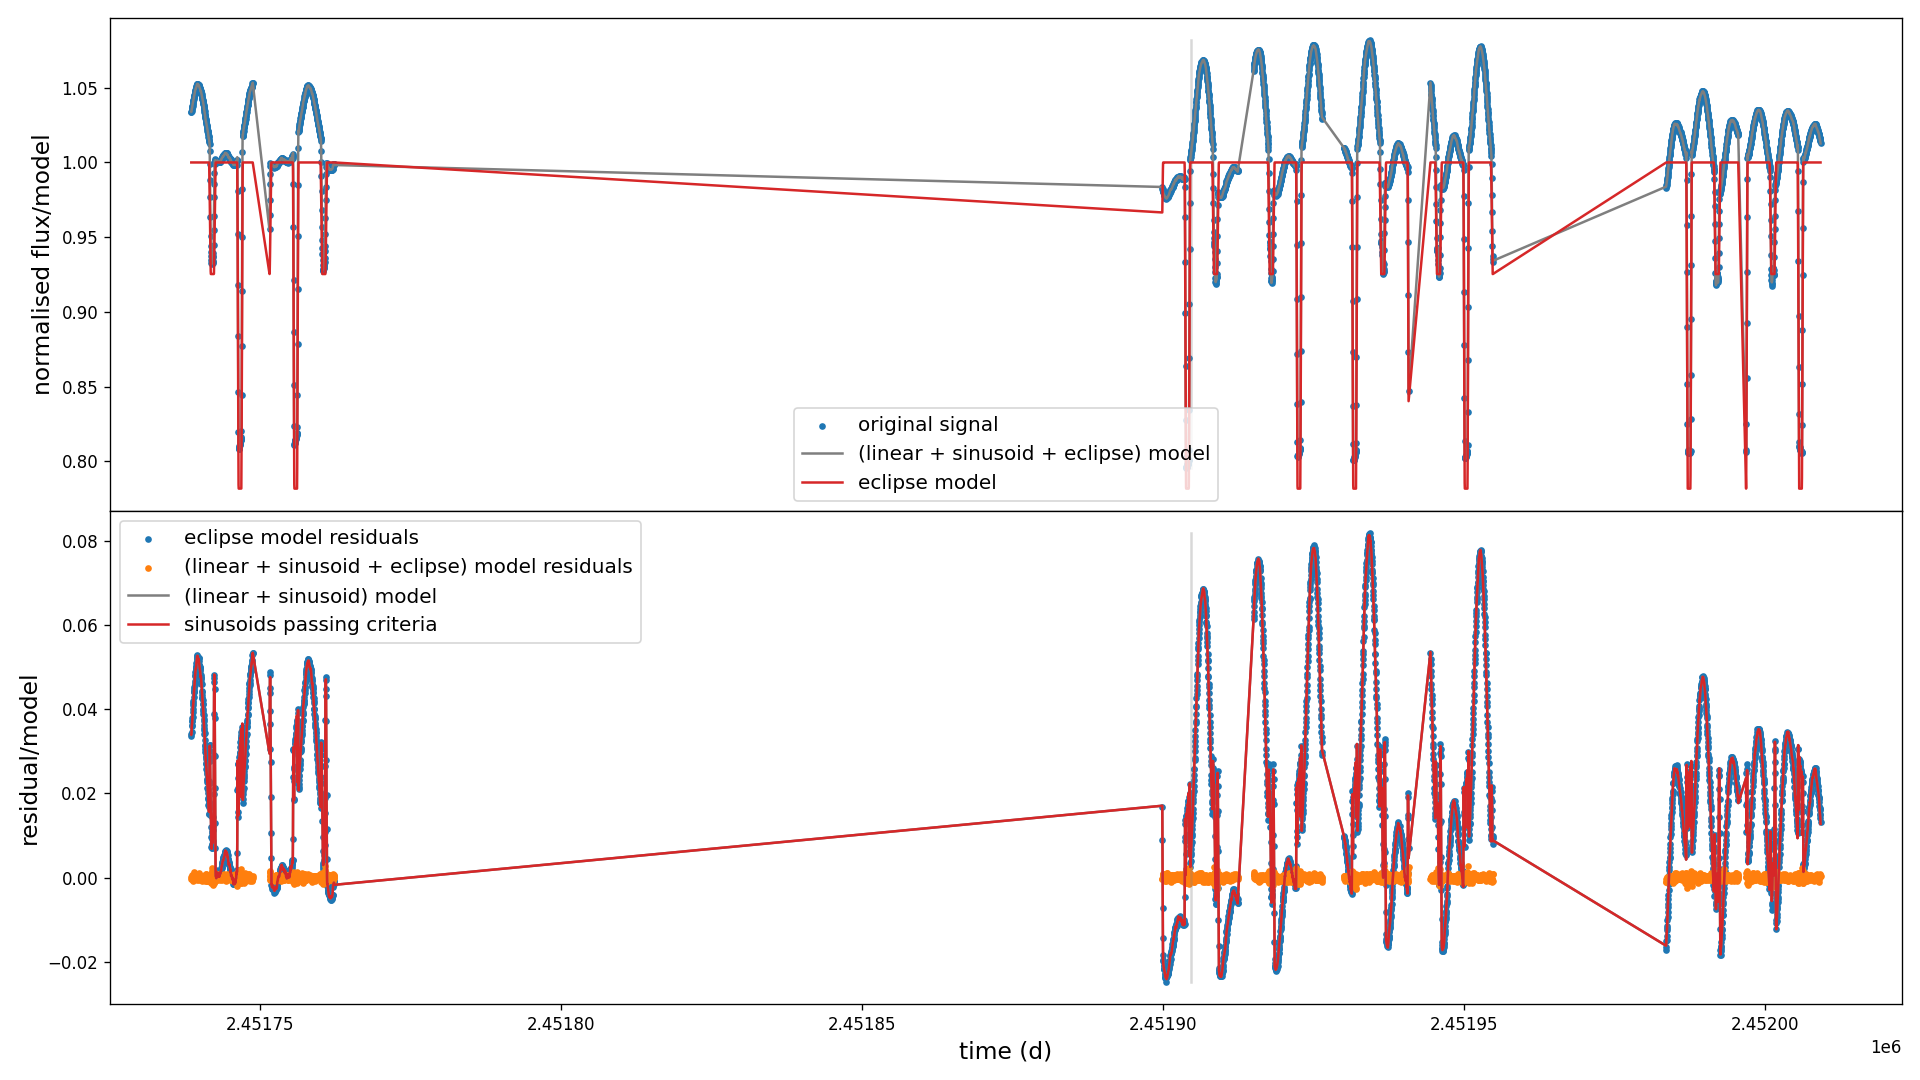 normalised flux/model
1.05
1.00
0.95
0.90
0.85
0.80
original signal
(linear + sinusoid + eclipse) model
eclipse model
residual/model
0.08
0.06
0.04
0.02
0.00
−0.02
eclipse model residuals
(linear + sinusoid + eclipse) model residuals
(linear + sinusoid) model
sinusoids passing criteria
2.45175
2.45180
2.45185
2.45190
2.45195
2.45200
1e6
time (d)